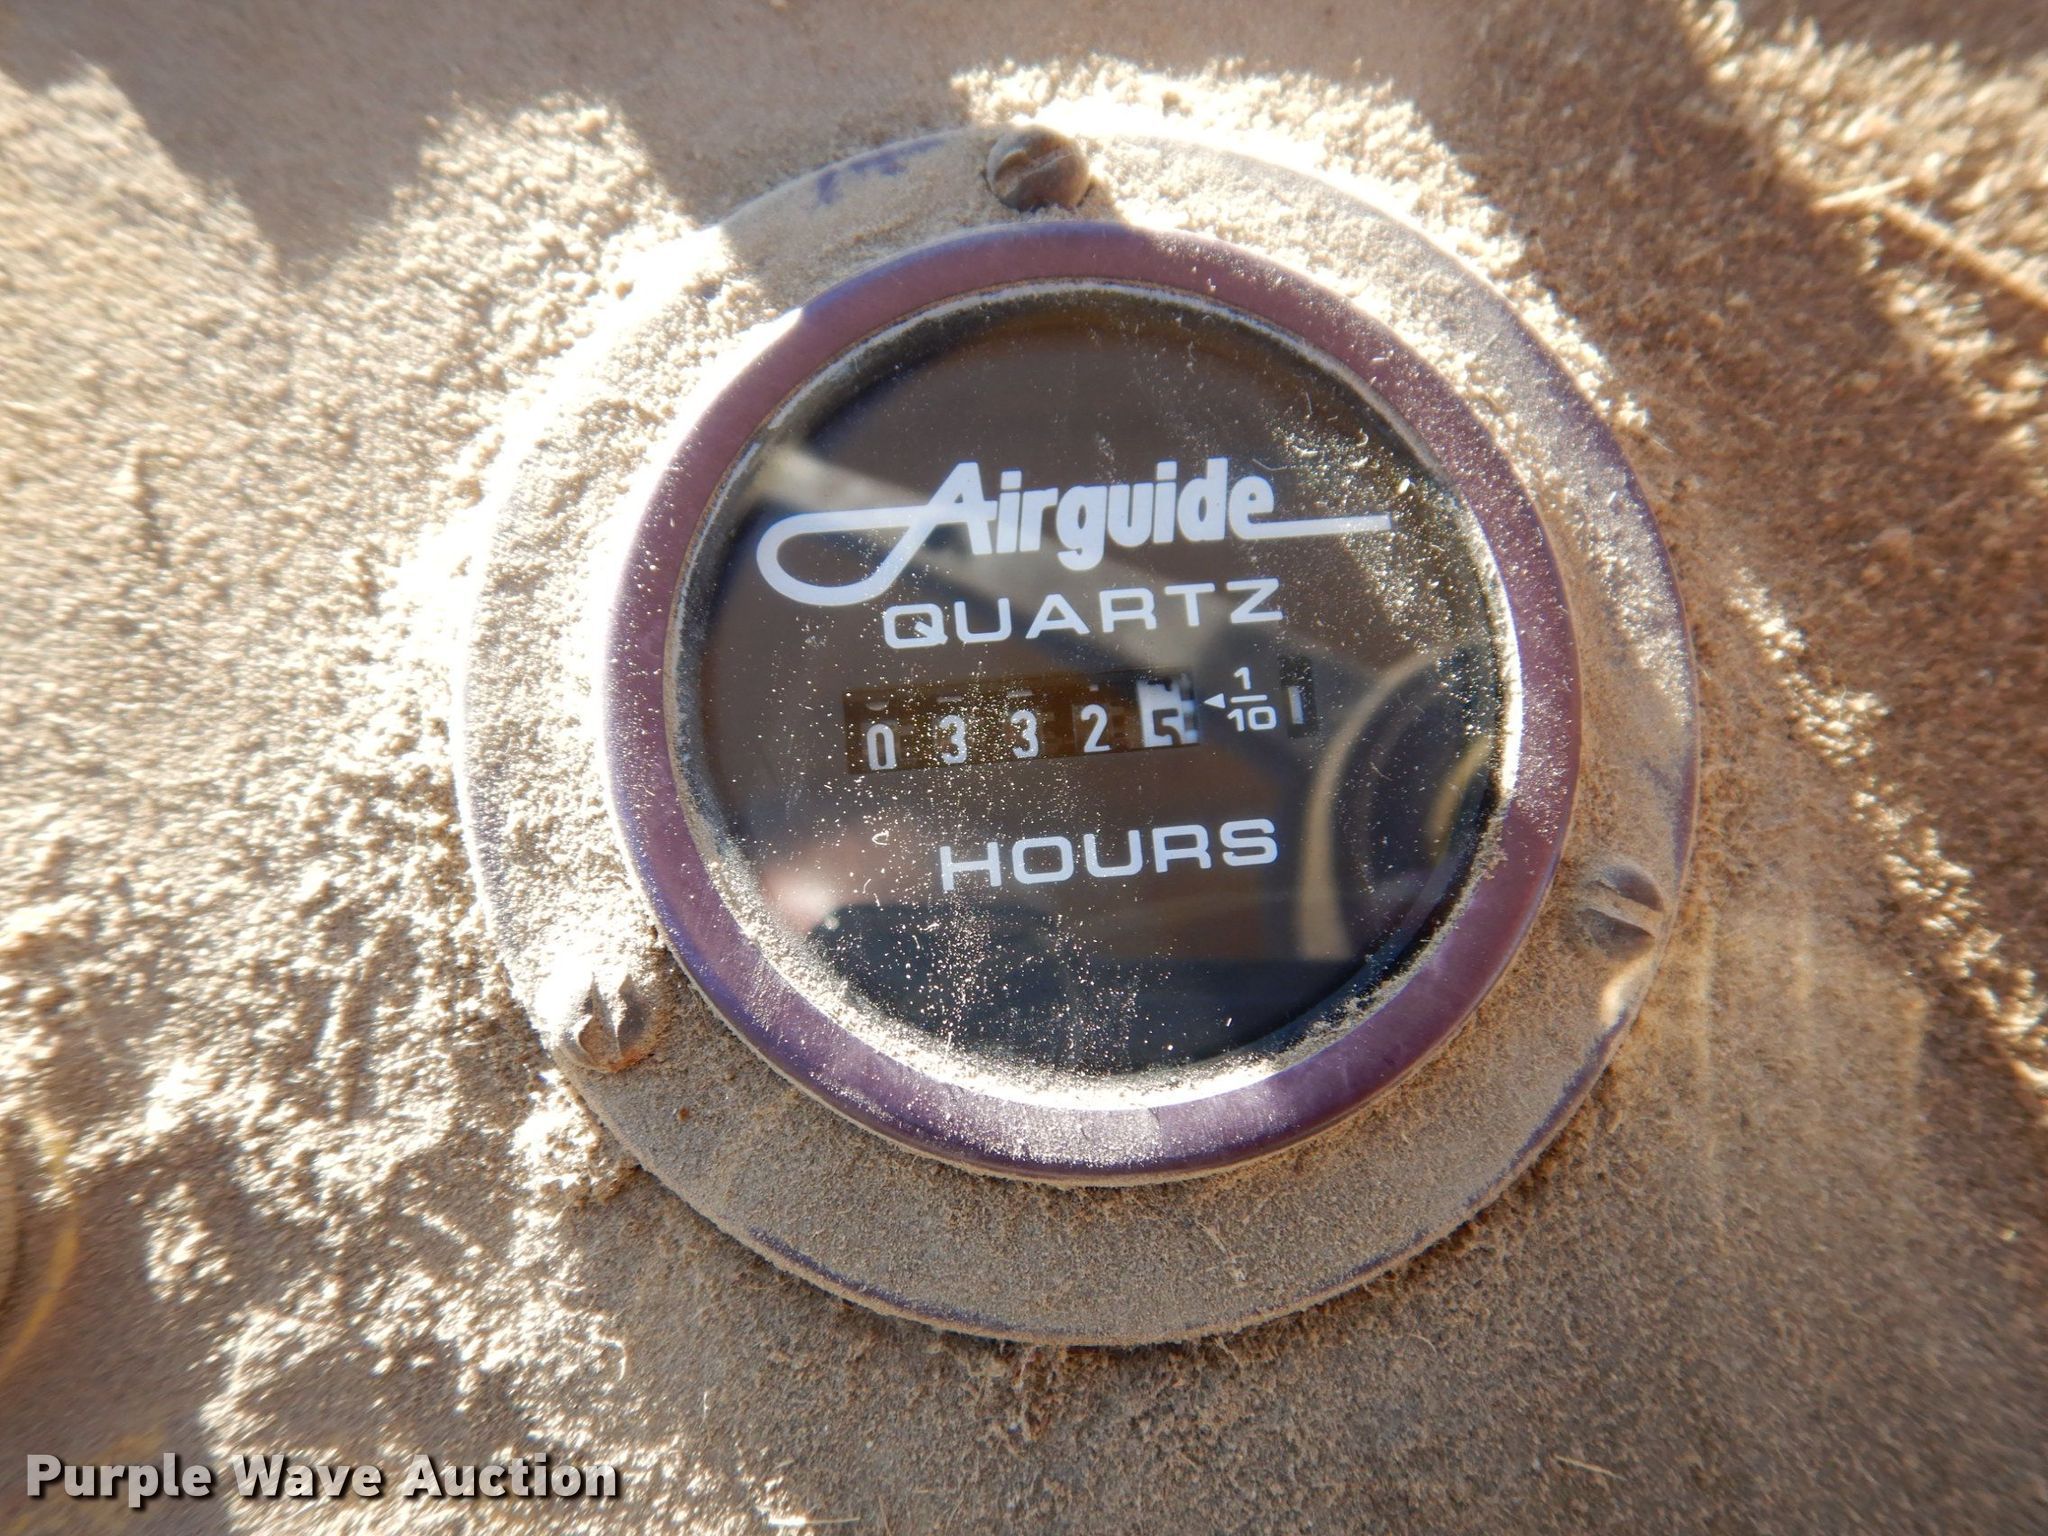 Airguide
QUARTZ
0 3 3 2 5 ◄ 1/10
HOURS
Purple Wave Auction